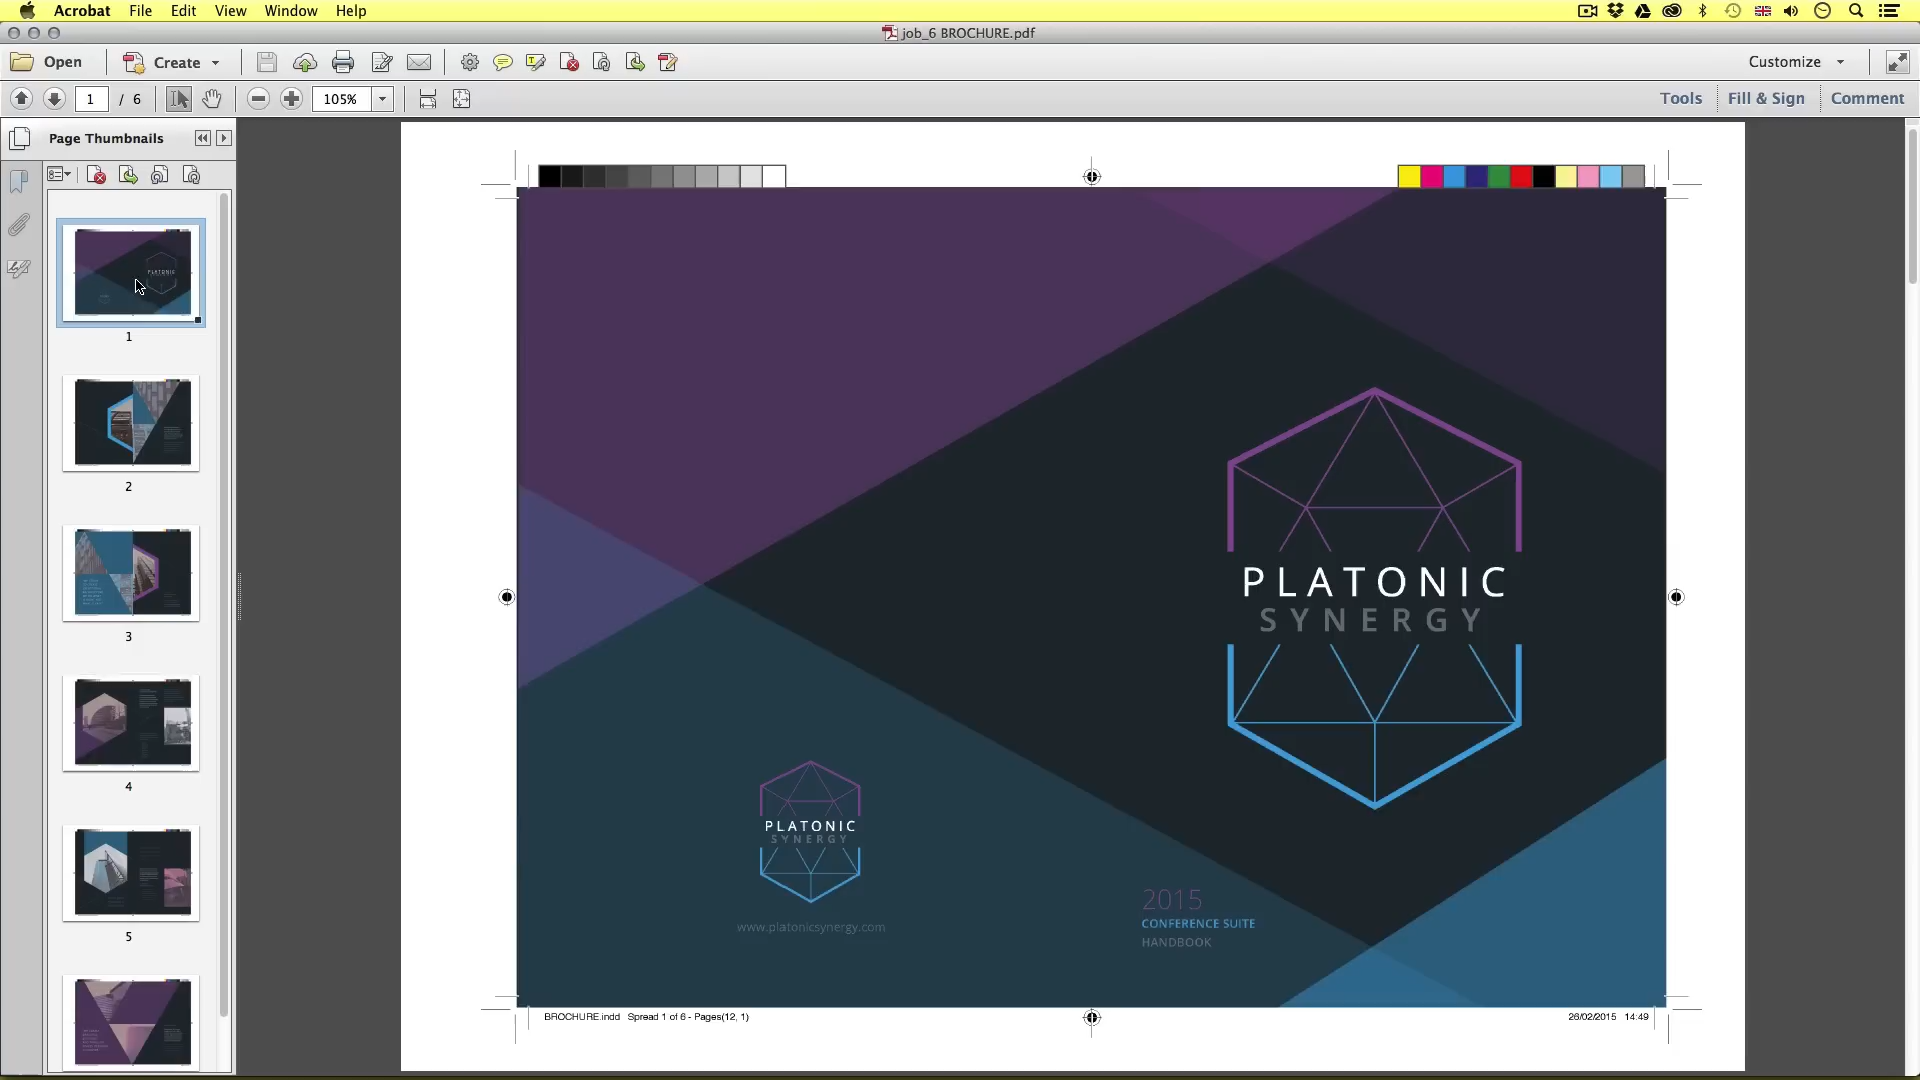 Acrobat File Edit View Window Help
job_6 BROCHURE.pdf
Open Create Customize
1 / 6 105% Tools Fill & Sign Comment
Page Thumbnails
1
2
3
4
5
PLATONIC
SYNERGY
PLATONIC
SYNERGY
www.platonicsynergy.com
2015
CONFERENCE SUITE
HANDBOOK
BROCHURE.indd Spread 1 of 6 - Pages(12, 1) 26/02/2015 14:49